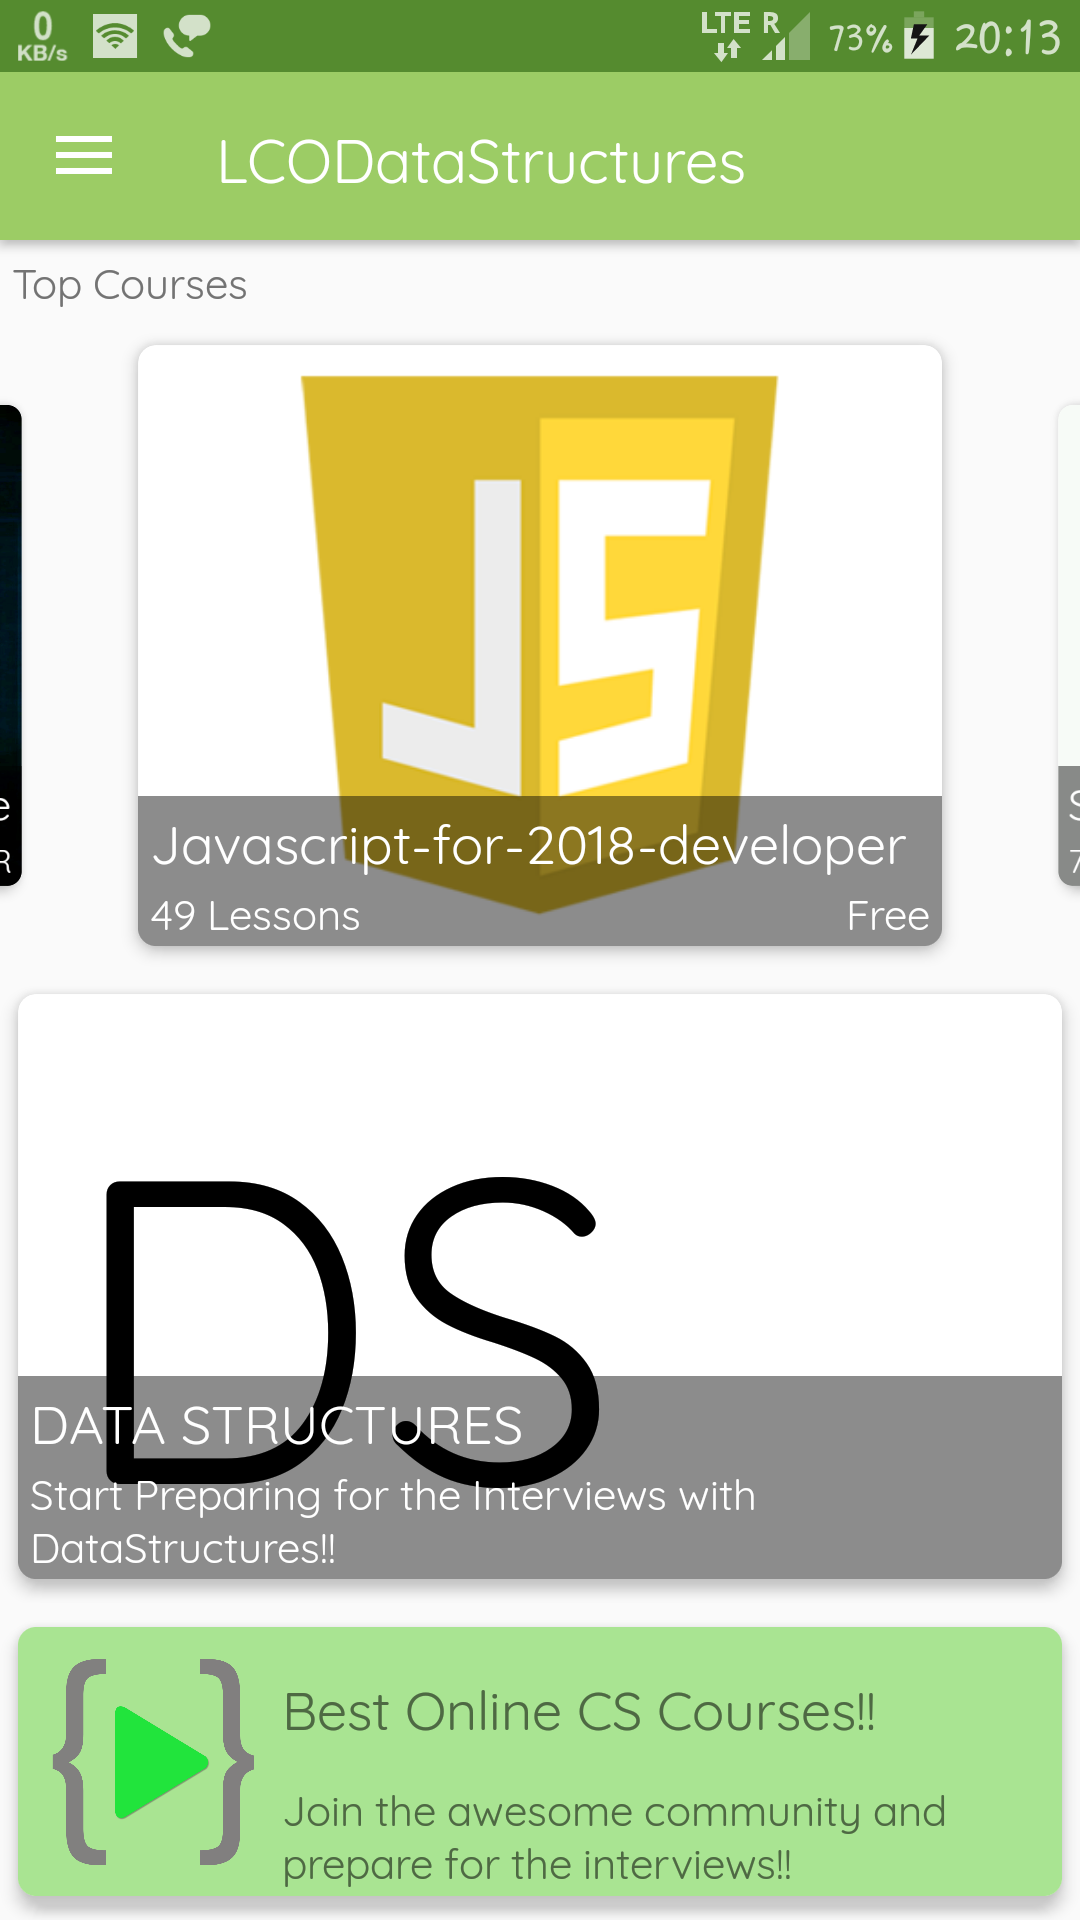 0
KB/s
LTE R
73%
20:13
LCODataStructures
Top Courses
JS
e
R
S
7
Javascript-for-2018-developer
49 Lessons
Free
DS
DATA STRUCTURES
Start Preparing for the Interviews with
DataStructures!!
Best Online CS Courses!!
Join the awesome community and
prepare for the interviews!!